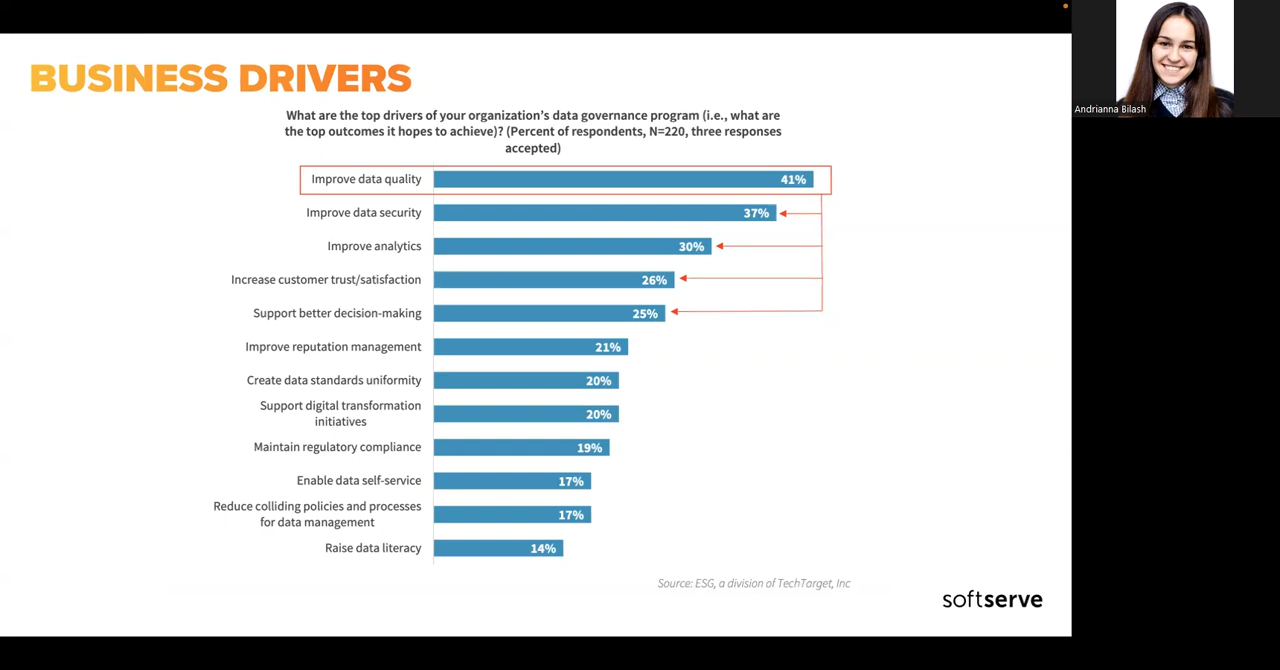 BUSINESS DRIVERS
What are the top drivers of your organization's data governance program (i.e., what are
the top outcomes it hopes to achieve)? (Percent of respondents, N=220, three responses
accepted)
Improve data quality 41%
Improve data security 37%
Improve analytics 30%
Increase customer trust/satisfaction 26%
Support better decision-making 25%
Improve reputation management 21%
Create data standards uniformity 20%
Support digital transformation
initiatives 20%
Maintain regulatory compliance 19%
Enable data self-service 17%
Reduce colliding policies and processes
for data management 17%
Raise data literacy 14%
Source: ESG, a division of TechTarget, Inc
softserve
Andrianna Bilash